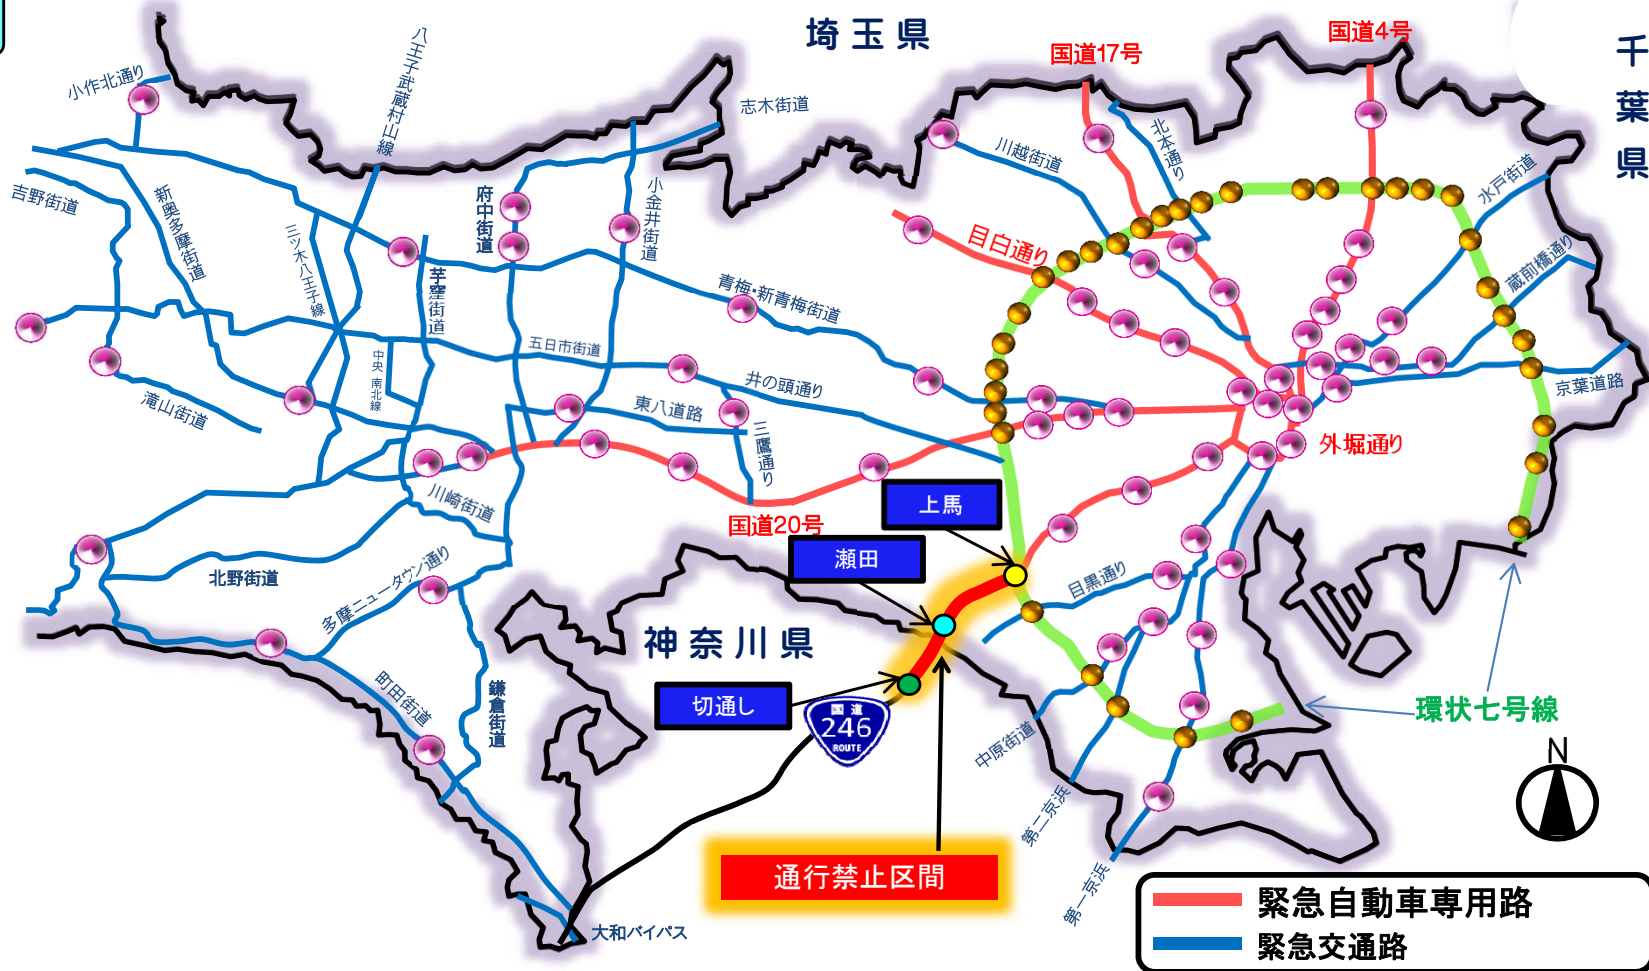 埼玉県
千葉県
国道4号
国道17号
八王子武蔵村山線
小作北通り
志木街道
北本通り
川越街道
水戸街道
吉野街道
新奥多摩街道
府中街道
小金井街道
三ツ木八王子線
目白通り
蔵前橋通り
芋窪街道
青梅・新青梅街道
五日市街道
中央南北線
井の頭通り
京葉道路
滝山街道
東八道路
三鷹通り
外堀通り
川崎街道
国道20号
上馬
瀬田
北野街道
多摩ニュータウン通り
目黒通り
神奈川県
切通し
国道
246
ROUTE
町田街道
鎌倉街道
環状七号線
中原街道
N
第二京浜
通行禁止区間
第一京浜
大和バイパス
緊急自動車専用路
緊急交通路